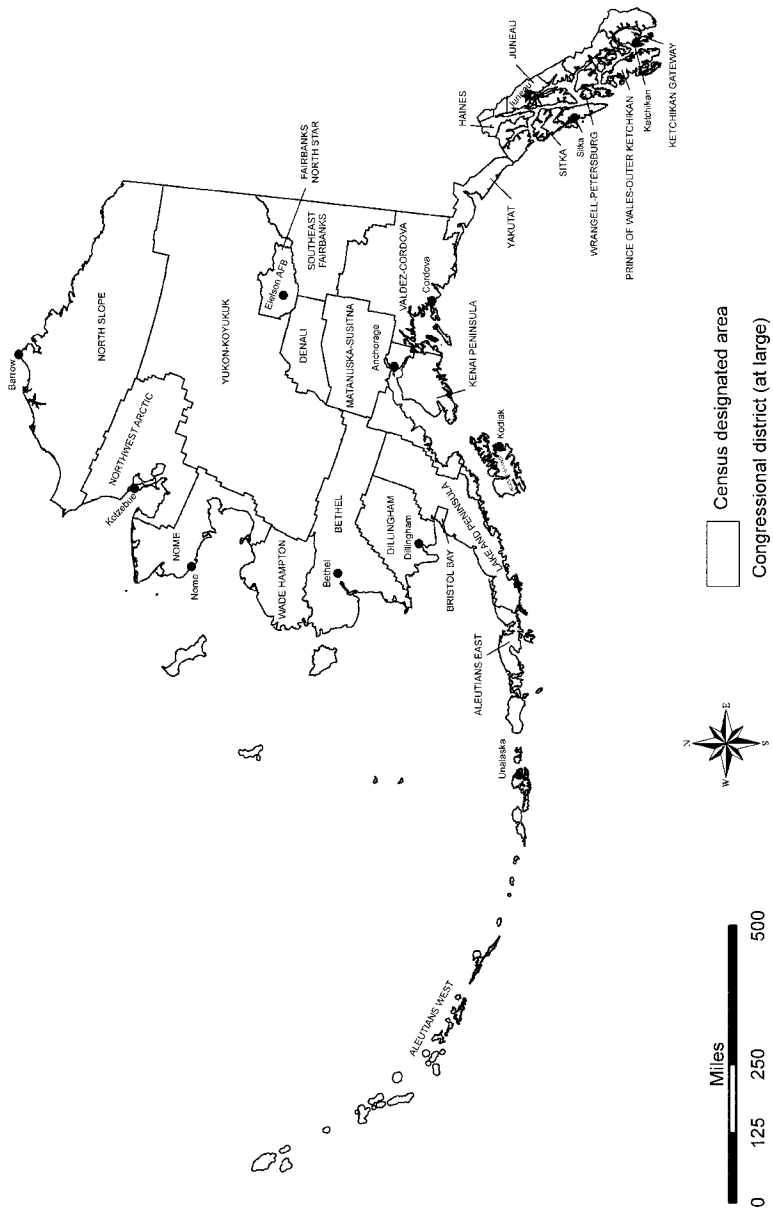 Barrow
NORTH SLOPE
NORTHWEST ARCTIC
Kotzebue
NOME
Nome
YUKON-KOYUKUK
FAIRBANKS
NORTH STAR
Eielson AFB
SOUTHEAST
FAIRBANKS
DENALI
WADE HAMPTON
BETHEL
Bethel
MATANUSKA-SUSITNA
Anchorage
VALDEZ-CORDOVA
Cordova
KENAI PENINSULA
DILLINGHAM
Dillingham
BRISTOL BAY
LAKE AND PENINSULA
Kodiak
ALEUTIANS EAST
Unalaska
ALEUTIANS WEST
YAKUTAT
HAINES
JUNEAU
Juneau
SITKA
Sitka
WRANGELL-PETERSBURG
PRINCE OF WALES-OUTER KETCHIKAN
Ketchikan
KETCHIKAN GATEWAY
N
W
E
S
Miles
0 125 250 500
Census designated area
Congressional district (at large)